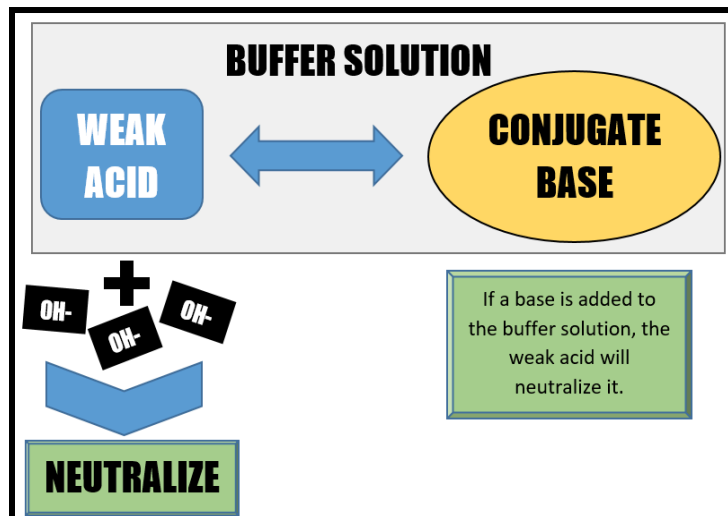 BUFFER SOLUTION
WEAK
ACID
CONJUGATE
BASE
OH-
OH-
OH-
If a base is added to
the buffer solution, the
weak acid will
neutralize it.
NEUTRALIZE